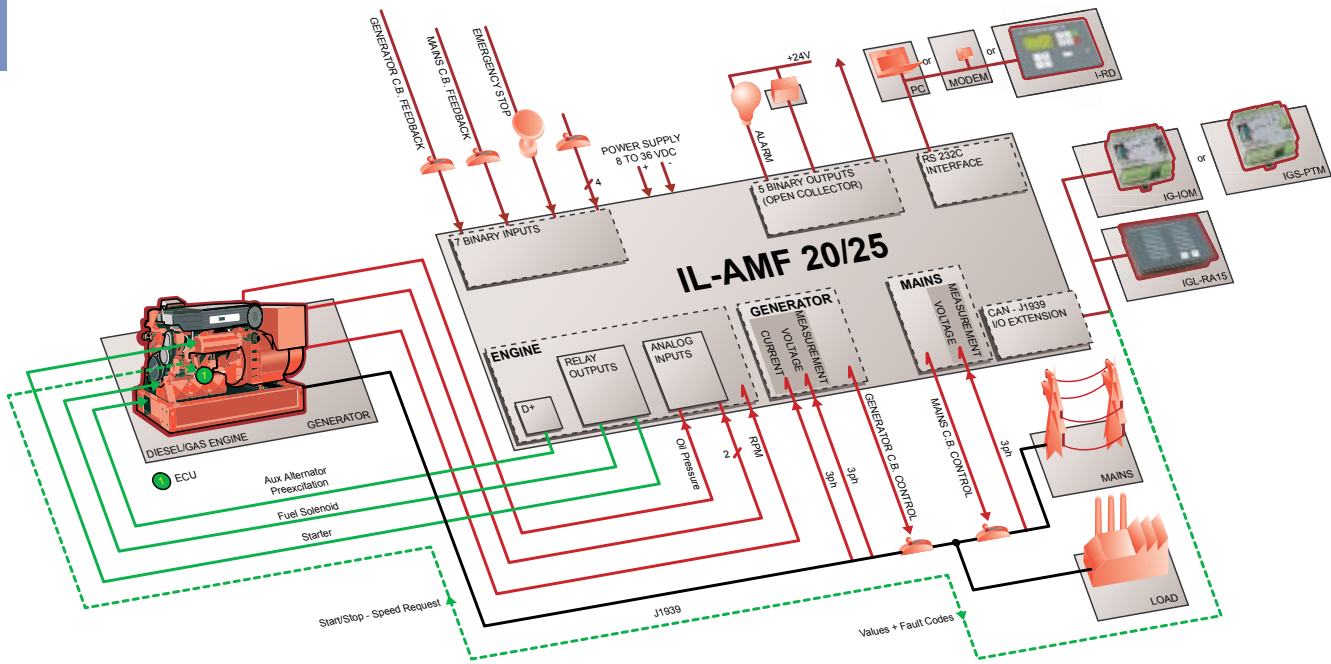 GENERATOR C.B. FEEDBACK
MAINS C.B. FEEDBACK
EMERGENCY STOP
4
POWER SUPPLY
8 TO 36 VDC
+ -
ALARM
+24V
PC
or
MODEM
or
I-RD
7 BINARY INPUTS
5 BINARY OUTPUTS
(OPEN COLLECTOR)
RS 232C
INTERFACE
IG-IOM
or
IGS-PTM
IGL-RA15
IL-AMF 20/25
ENGINE
D+
RELAY
OUTPUTS
ANALOG
INPUTS
GENERATOR
CURRENT
VOLTAGE
MEASUREMENT
MAINS
VOLTAGE
MEASUREMENT
CAN - J1939
I/O EXTENSION
1
DIESEL/GAS ENGINE
GENERATOR
1
ECU
Aux Alternator
Preexcitation
Fuel Solenoid
Starter
Oil Pressure
2
RPM
3ph
3ph
GENERATOR C.B. CONTROL
MAINS C.B. CONTROL
3ph
MAINS
LOAD
Start/Stop - Speed Request
J1939
Values + Fault Codes